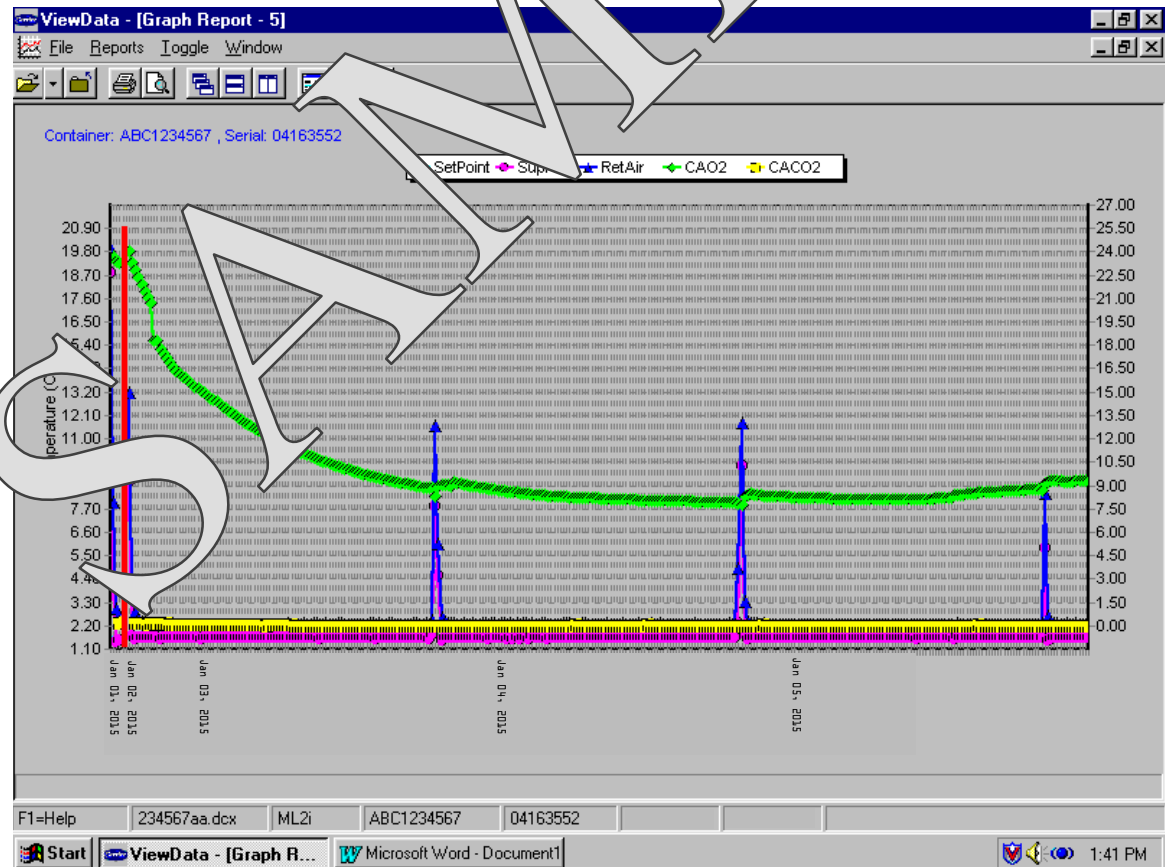 ViewData - [Graph Report - 5]
File Reports Toggle Window
Container: ABC1234567 , Serial: 04163552
SetPoint RetAir CAO2 CACO2
20.90
19.80
18.70
17.60
16.50
13.20
12.10
11.00
7.70
6.60
5.50
3.30
2.20
1.10
27.00
25.50
24.00
22.50
21.00
19.50
18.00
16.50
15.00
13.50
12.00
10.50
9.00
7.50
6.00
4.50
3.00
1.50
0.00
Jan 01, 2015
Jan 02, 2015
Jan 03, 2015
Jan 04, 2015
Jan 05, 2015
SAM
F1=Help 234567aa.dcx ML2i ABC1234567 04163552
Start ViewData - [Graph R... Microsoft Word - Document1 1:41 PM